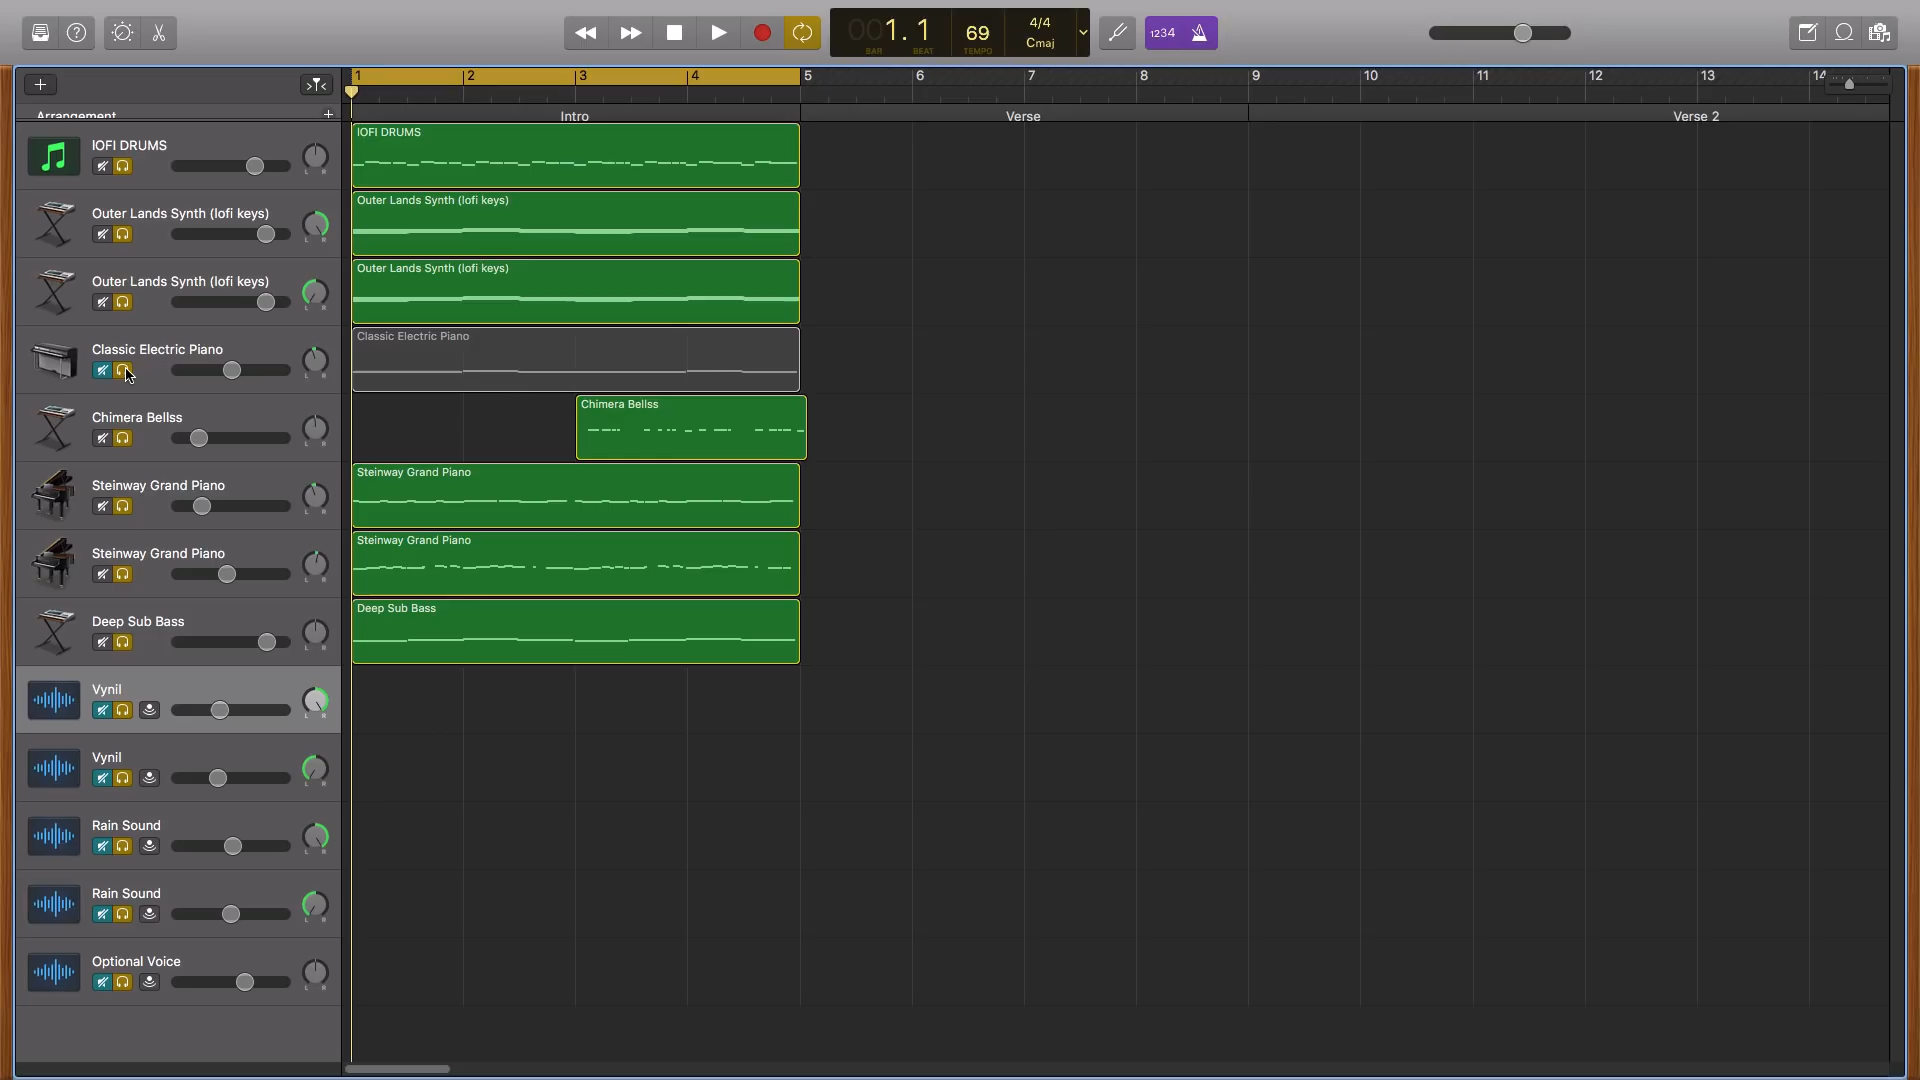 001. 1
BAR BEAT
69
TEMPO
4/4
Cmaj
1234
1 2 3 4 5 6 7 8 9 10 11 12 13 14
Arrangement
Intro Verse Verse 2
lOFI DRUMS
L R
lOFI DRUMS
Outer Lands Synth (lofi keys)
L R
Outer Lands Synth (lofi keys)
Outer Lands Synth (lofi keys)
L R
Outer Lands Synth (lofi keys)
Classic Electric Piano
L R
Classic Electric Piano
Chimera Bellss
L R
Chimera Bellss
Steinway Grand Piano
L R
Steinway Grand Piano
Steinway Grand Piano
L R
Steinway Grand Piano
Deep Sub Bass
L R
Deep Sub Bass
Vynil
L R
Vynil
L R
Rain Sound
L R
Rain Sound
L R
Optional Voice
L R